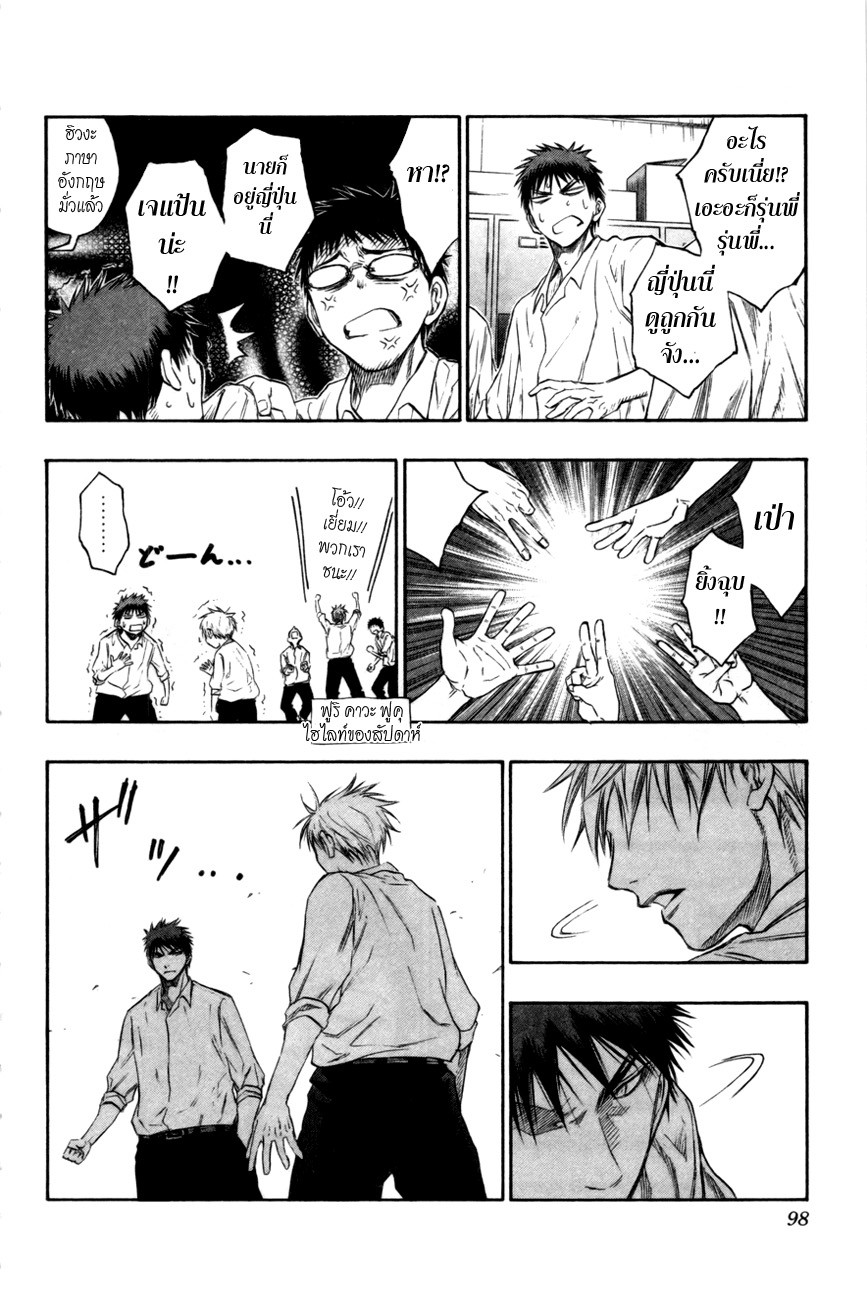 อะไร
ครับเนี่ย!?
เอะอะก็รุ่นพี่
รุ่นพี่...
ญี่ปุ่นนี่
ดูถูกกัน
จัง...
หา!?
นายก็
อยู่ญี่ปุ่น
นี่
เจแป้น
น่ะ
!!
ฮิวงะ
ภาษา
อังกฤษ
มั่วแล้ว
เป่า
ยิ้งฉุบ
!!
โอ้ว//
เยี่ยม//
พวกเรา
ชนะ//
どーん...
.........
ฟูริ คาวะ ฟูคุ
ไฮไลท์ของสัปดาห์
ザッ...
98